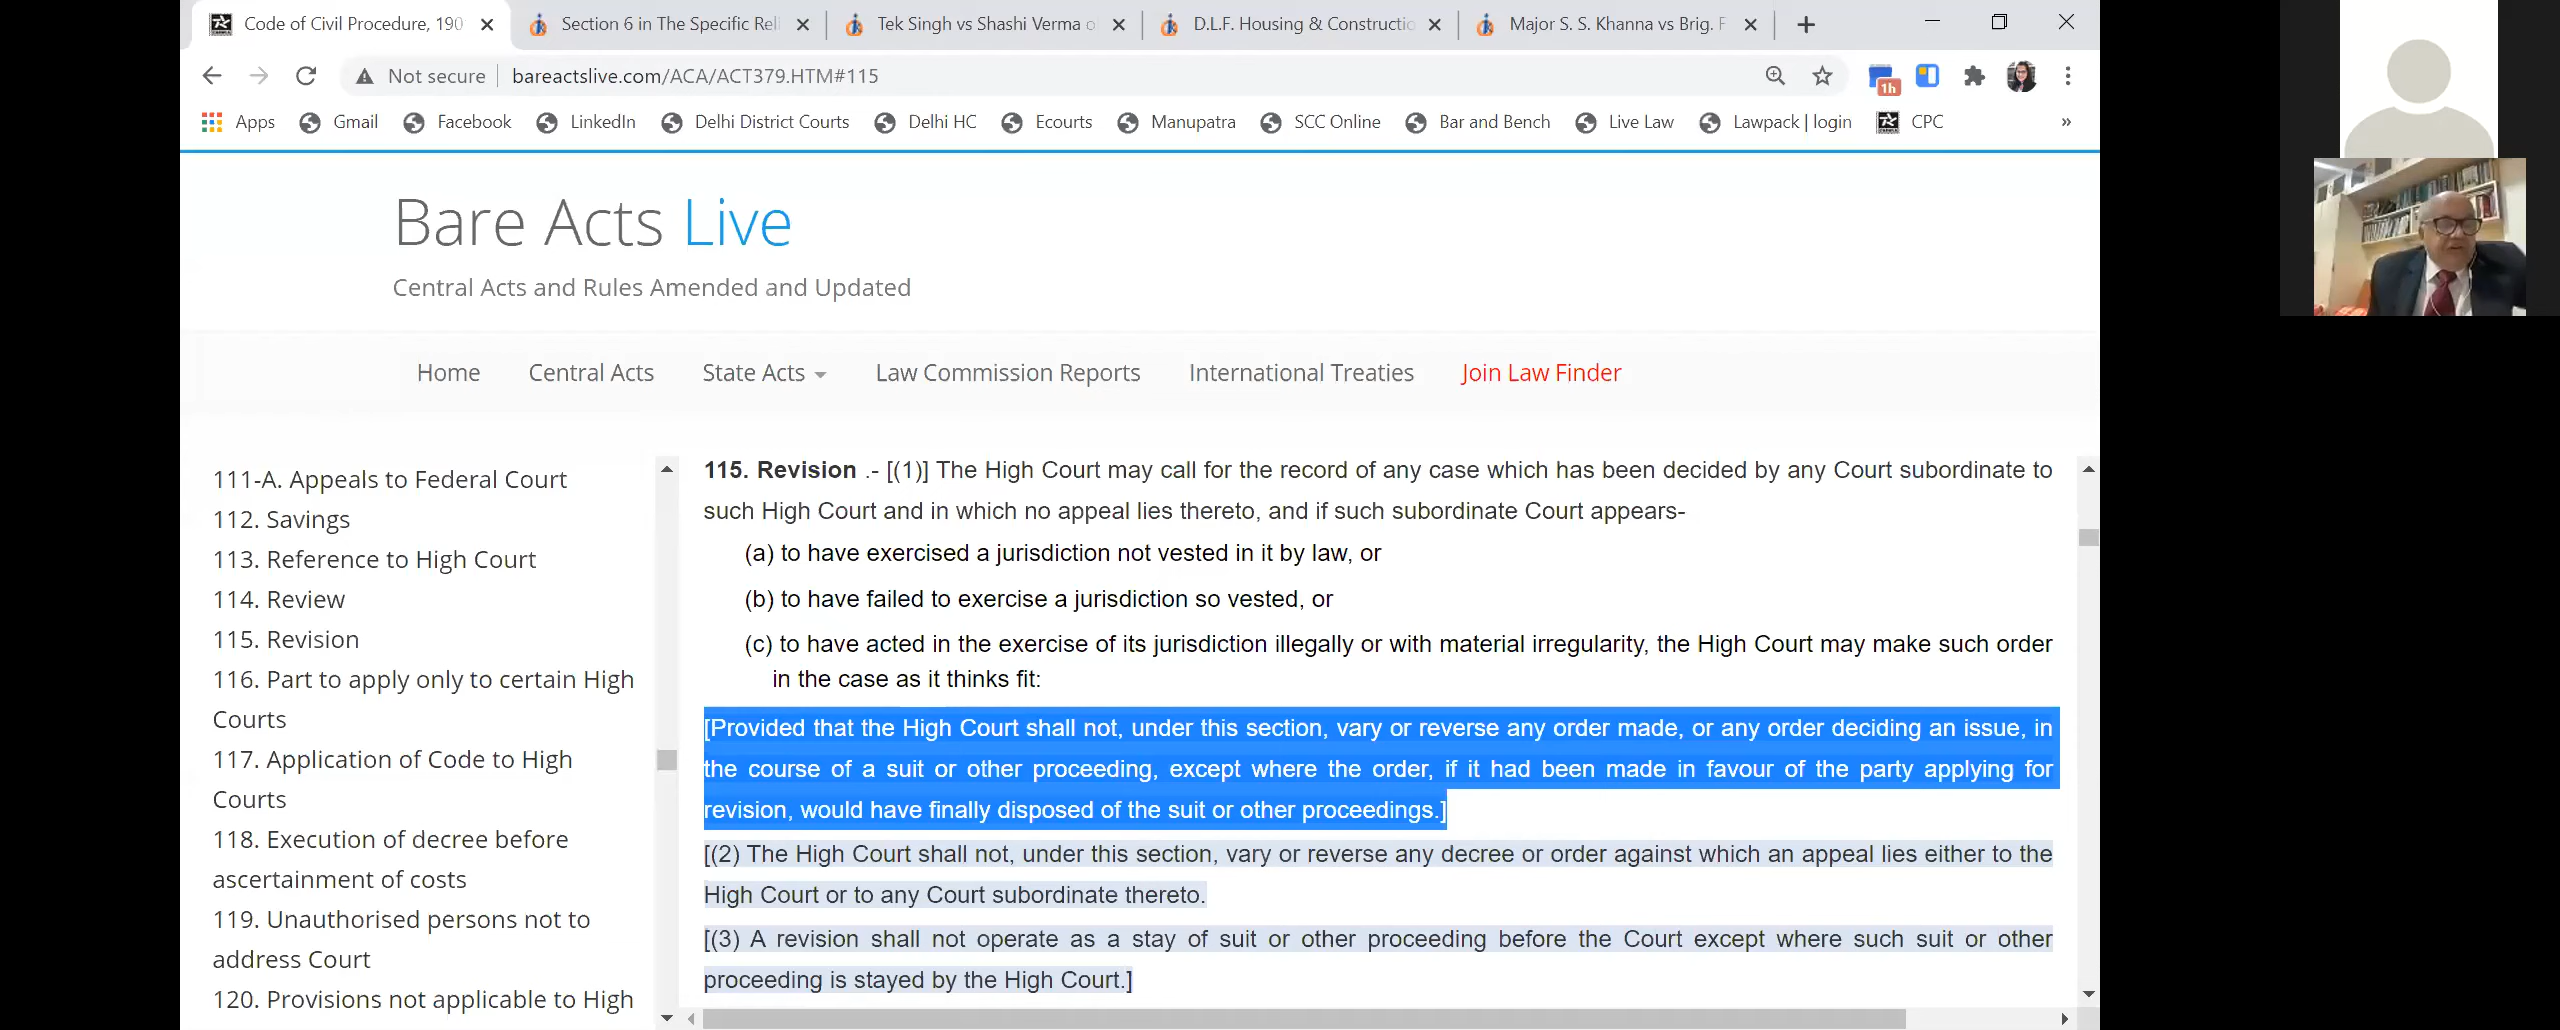 Code of Civil Procedure, 190
Section 6 in The Specific Reli
Tek Singh vs Shashi Verma o
D.L.F. Housing & Constructio
Major S. S. Khanna vs Brig. F
Not secure
bareactslive.com/ACA/ACT379.HTM#115
1h
Apps
Gmail
Facebook
LinkedIn
Delhi District Courts
Delhi HC
Ecourts
Manupatra
SCC Online
Bar and Bench
Live Law
Lawpack | login
CPC
»
Bare Acts Live
Central Acts and Rules Amended and Updated
Home
Central Acts
State Acts
Law Commission Reports
International Treaties
Join Law Finder
111-A. Appeals to Federal Court
112. Savings
113. Reference to High Court
114. Review
115. Revision
116. Part to apply only to certain High
Courts
117. Application of Code to High
Courts
118. Execution of decree before
ascertainment of costs
119. Unauthorised persons not to
address Court
120. Provisions not applicable to High
115. Revision .- [(1)] The High Court may call for the record of any case which has been decided by any Court subordinate to
such High Court and in which no appeal lies thereto, and if such subordinate Court appears-
(a) to have exercised a jurisdiction not vested in it by law, or
(b) to have failed to exercise a jurisdiction so vested, or
(c) to have acted in the exercise of its jurisdiction illegally or with material irregularity, the High Court may make such order
in the case as it thinks fit:
[Provided that the High Court shall not, under this section, vary or reverse any order made, or any order deciding an issue, in
the course of a suit or other proceeding, except where the order, if it had been made in favour of the party applying for
revision, would have finally disposed of the suit or other proceedings.]
[(2) The High Court shall not, under this section, vary or reverse any decree or order against which an appeal lies either to the
High Court or to any Court subordinate thereto.
[(3) A revision shall not operate as a stay of suit or other proceeding before the Court except where such suit or other
proceeding is stayed by the High Court.]